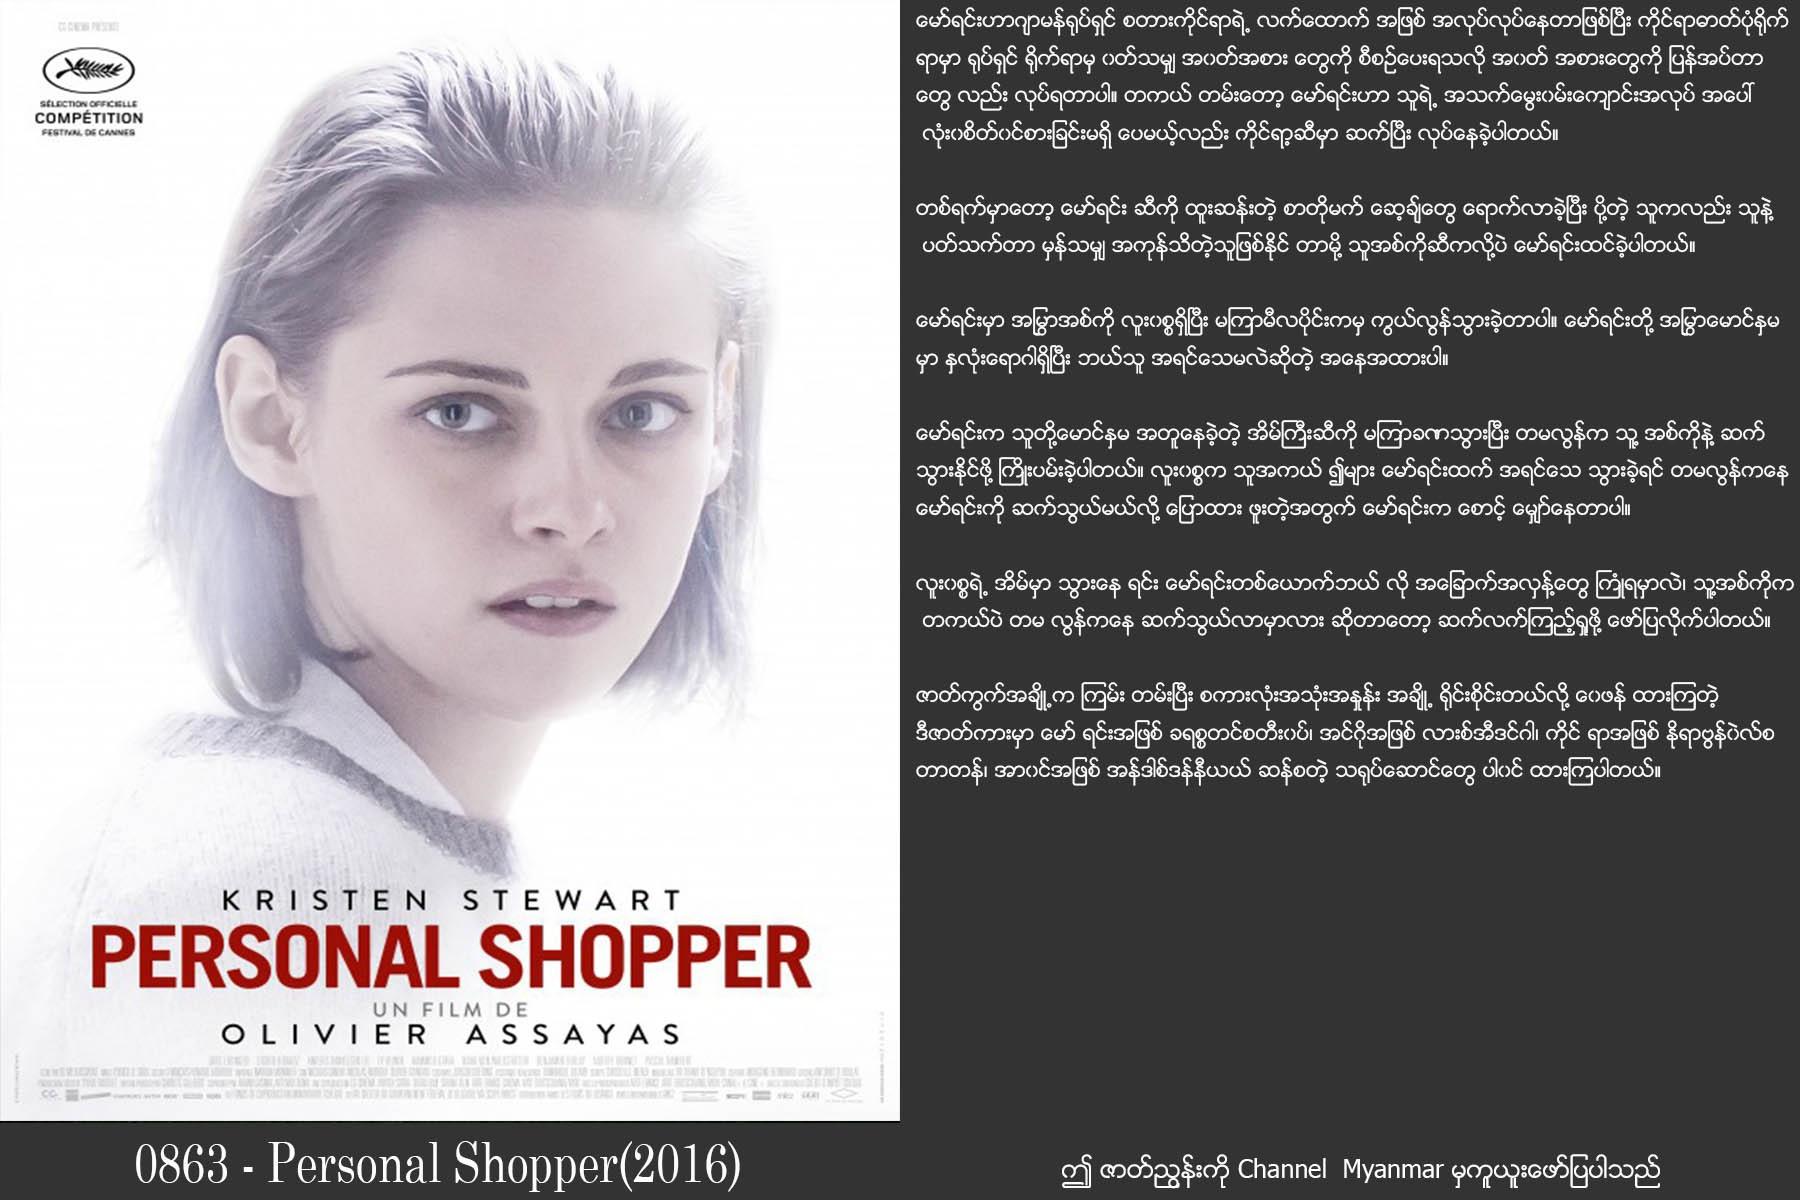 CG CINEMA PRÉSENTE
SÉLECTION OFFICIELLE
COMPÉTITION
FESTIVAL DE CANNES
KRISTEN STEWART
PERSONAL SHOPPER
UN FILM DE
OLIVIER ASSAYAS
0863 - Personal Shopper(2016)
မော်ရင်းဟာဂျာမန်ရုပ်ရှင် စတားကိုင်ရာရဲ့ လက်ထောက် အဖြစ် အလုပ်လုပ်နေတာဖြစ်ပြီး ကိုင်ရာဓာတ်ပုံရိုက်
ရာမှာ ရုပ်ရှင် ရိုက်ရာမှ ဝတ်သမျှ အဝတ်အစား တွေကို စီစဉ်ပေးရသလို အဝတ် အစားတွေကို ပြန်အပ်တာ
တွေ လည်း လုပ်ရတာပါ။ တကယ် တမ်းတော့ မော်ရင်းဟာ သူရဲ့ အသက်မွေးဝမ်းကျောင်းအလုပ် အပေါ်
လုံးဝစိတ်ဝင်စားခြင်းမရှိ ပေမယ့်လည်း ကိုင်ရာ့ဆီမှာ ဆက်ပြီး လုပ်နေခဲ့ပါတယ်။
တစ်ရက်မှာတော့ မော်ရင်း ဆီကို ထူးဆန်းတဲ့ စာတိုမက် ဆေ့ချ်တွေ ရောက်လာခဲ့ပြီး ပို့တဲ့ သူကလည်း သူနဲ့
ပတ်သက်တာ မှန်သမျှ အကုန်သိတဲ့သူဖြစ်နိုင် တာမို့ သူအစ်ကိုဆီကလို့ပဲ မော်ရင်းထင်ခဲ့ပါတယ်။
မော်ရင်းမှာ အမြွှာအစ်ကို လူးဝစ္စရှိပြီး မကြာမီလပိုင်းကမှ ကွယ်လွန်သွားခဲ့တာပါ။ မော်ရင်းတို့ အမြွှာမောင်နှမ
မှာ နှလုံးရောဂါရှိပြီး ဘယ်သူ အရင်သေမလဲဆိုတဲ့ အနေအထားပါ။
မော်ရင်းက သူတို့မောင်နှမ အတူနေခဲ့တဲ့ အိမ်ကြီးဆီကို မကြာခဏသွားပြီး တမလွန်က သူ့ အစ်ကိုနဲ့ ဆက်
သွားနိုင်ဖို့ ကြိုးပမ်းခဲ့ပါတယ်။ လူးဝစ္စက သူအကယ် ၍များ မော်ရင်းထက် အရင်သေ သွားခဲ့ရင် တမလွန်ကနေ
မော်ရင်းကို ဆက်သွယ်မယ်လို့ ပြောထား ဖူးတဲ့အတွက် မော်ရင်းက စောင့် မျှော်နေတာပါ။
လူးဝစ္စရဲ့ အိမ်မှာ သွားနေ ရင်း မော်ရင်းတစ်ယောက်ဘယ် လို အခြောက်အလှန့်တွေ ကြုံရမှာလဲ၊ သူ့အစ်ကိုက
တကယ်ပဲ တမ လွန်ကနေ ဆက်သွယ်လာမှာလား ဆိုတာတော့ ဆက်လက်ကြည့်ရှုဖို့ ဖော်ပြလိုက်ပါတယ်။
ဇာတ်ကွက်အချို့က ကြမ်း တမ်းပြီး စကားလုံးအသုံးအနှုန်း အချို့ ရိုင်းစိုင်းတယ်လို့ ဝေဖန် ထားကြတဲ့
ဒီဇာတ်ကားမှာ မော် ရင်းအဖြစ် ခရစ္စတင်စတီးဝပ်၊ အင်ဂိုအဖြစ် လားစ်အီဒင်ဂါ၊ ကိုင် ရာအဖြစ် နိုရာဗွန်ဝဲလ်စ
တာတန်၊ အာဝင်အဖြစ် အန်ဒါစ်ဒန်နီယယ် ဆန်စတဲ့ သရုပ်ဆောင်တွေ ပါဝင် ထားကြပါတယ်။
ဤ ဇာတ်ညွှန်းကို Channel Myanmar မှကူယူးဖော်ပြပါသည်